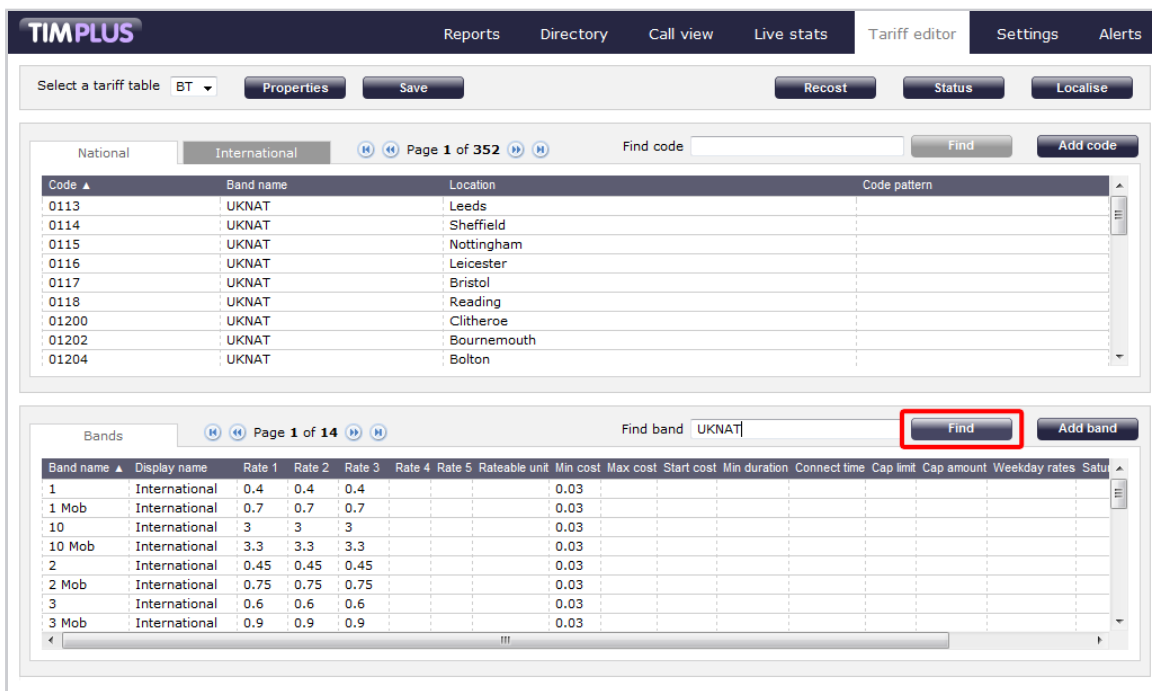 TIMPLUS Reports Directory Call view Live stats Tariff editor Settings Alerts
Select a tariff table BT Properties Save Recost Status Localise
National International Page 1 of 352 Find code Find Add code
Code ▲ Band name Location Code pattern
0113 UKNAT Leeds
0114 UKNAT Sheffield
0115 UKNAT Nottingham
0116 UKNAT Leicester
0117 UKNAT Bristol
0118 UKNAT Reading
01200 UKNAT Clitheroe
01202 UKNAT Bournemouth
01204 UKNAT Bolton
Bands Page 1 of 14 Find band UKNAT Find Add band
Band name ▲ Display name Rate 1 Rate 2 Rate 3 Rate 4 Rate 5 Rateable unit Min cost Max cost Start cost Min duration Connect time Cap limit Cap amount Weekday rates Satu
1 International 0.4 0.4 0.4 0.03
1 Mob International 0.7 0.7 0.7 0.03
10 International 3 3 3 0.03
10 Mob International 3.3 3.3 3.3 0.03
2 International 0.45 0.45 0.45 0.03
2 Mob International 0.75 0.75 0.75 0.03
3 International 0.6 0.6 0.6 0.03
3 Mob International 0.9 0.9 0.9 0.03